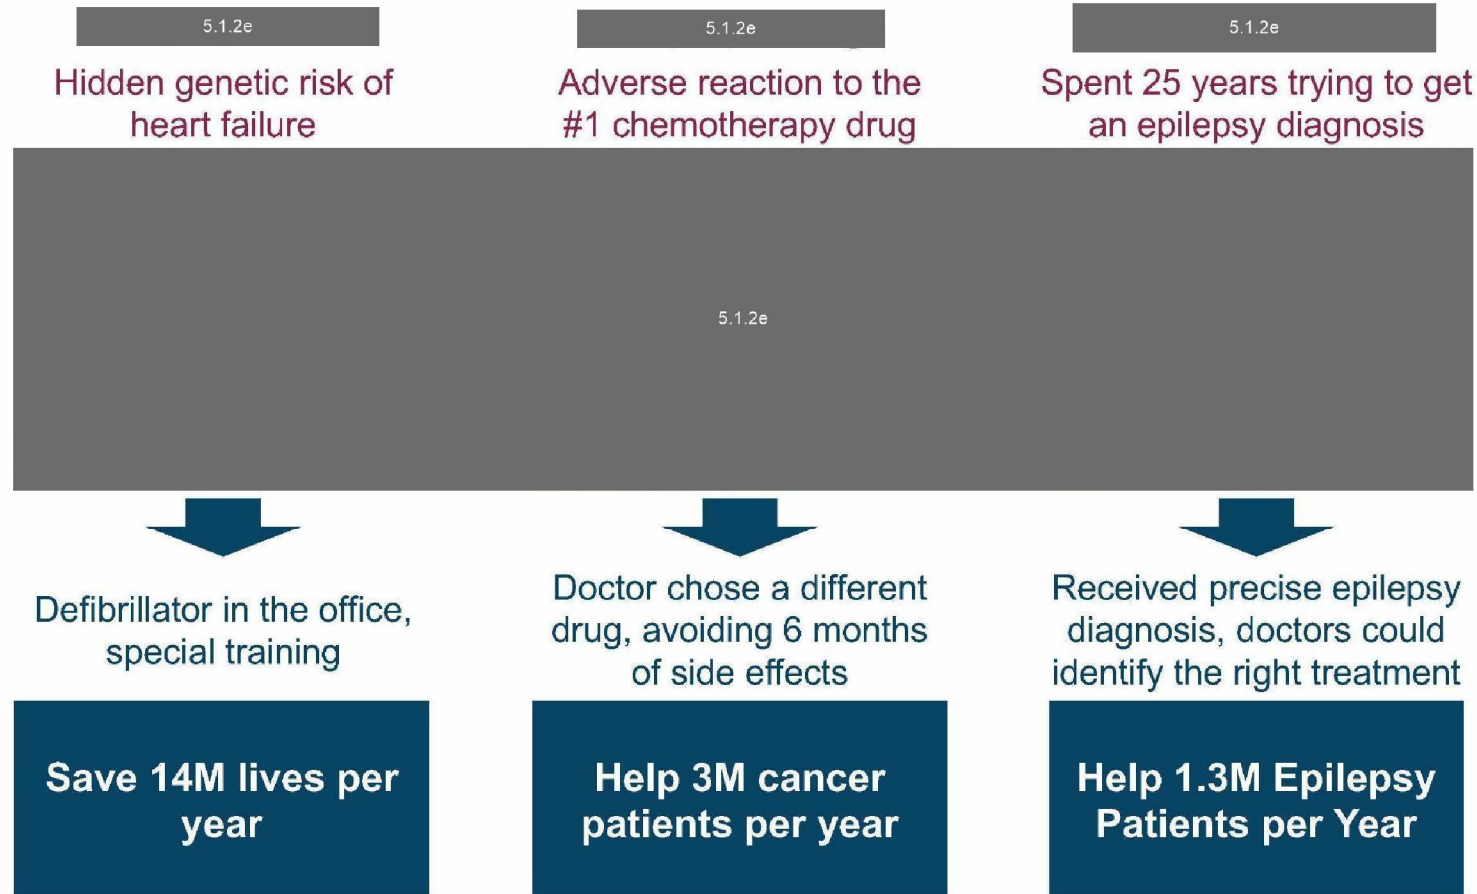 5.1.2e
Hidden genetic risk of
heart failure
5.1.2e
Adverse reaction to the
#1 chemotherapy drug
5.1.2e
Spent 25 years trying to get
an epilepsy diagnosis
5.1.2e
Defibrillator in the office,
special training
Doctor chose a different
drug, avoiding 6 months
of side effects
Received precise epilepsy
diagnosis, doctors could
identify the right treatment
Save 14M lives per
year
Help 3M cancer
patients per year
Help 1.3M Epilepsy
Patients per Year